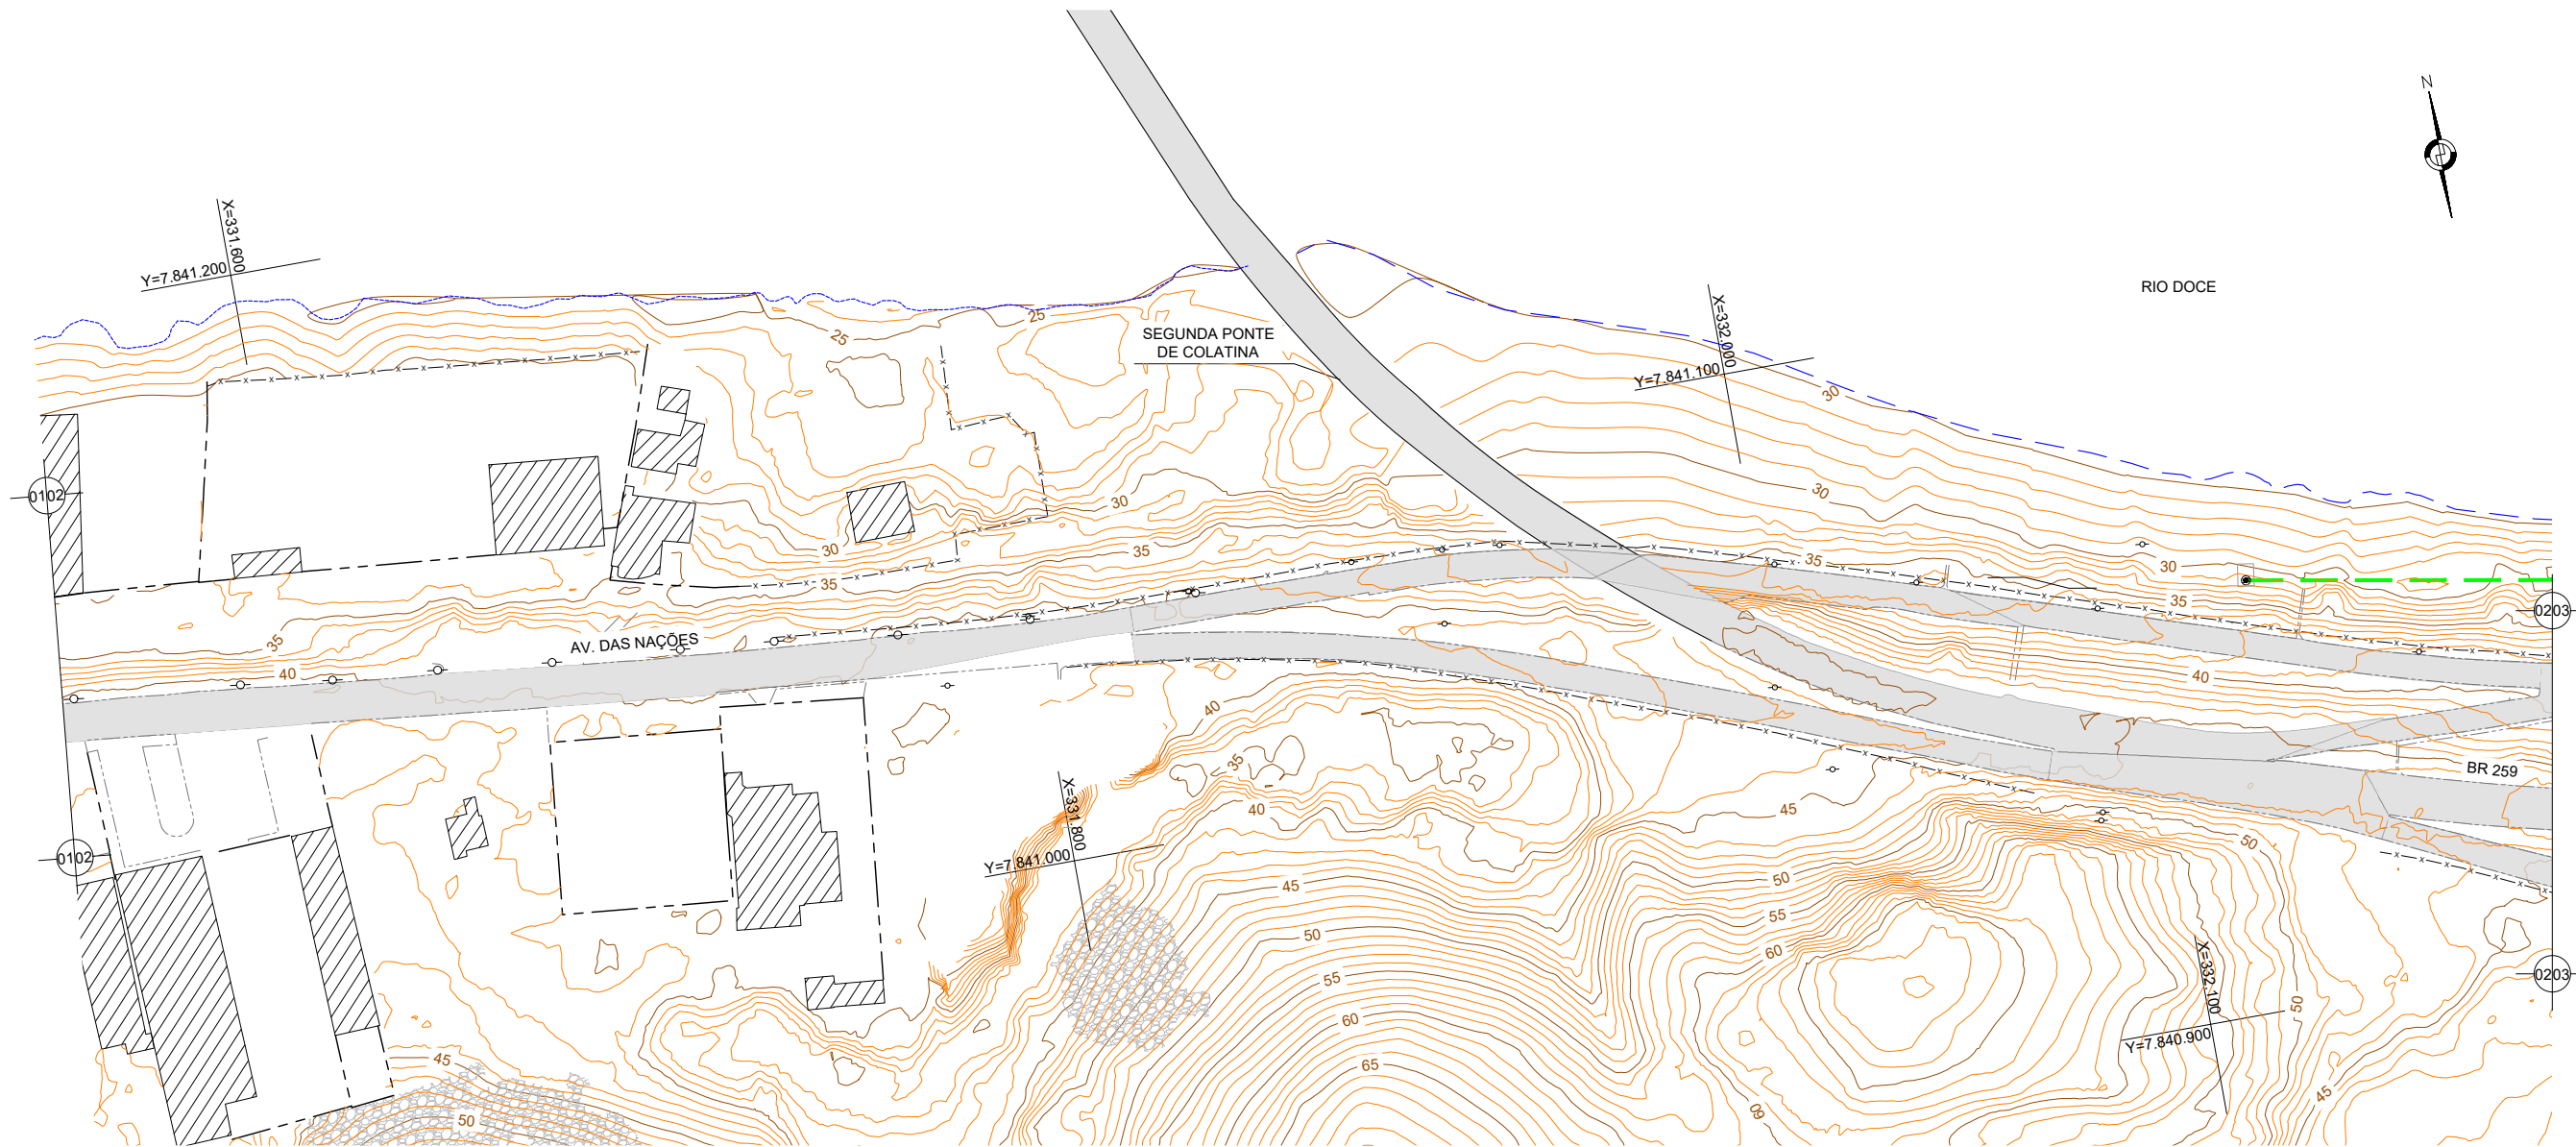 N
X=331.600
Y=7.841.200
RIO DOCE
25
25
SEGUNDA PONTE
DE COLATINA
X=332.000
Y=7.841.100
30
0102
30
30
30
35
35
30
35
35
0203
35
AV. DAS NAÇÕES
40
40
40
35
40
BR 259
X=331.800
Y=7.841.000
45
50
0102
45
50
55
50
60
55
60
65
X=332.100
Y=7.840.900
50
0203
45
50
60
45